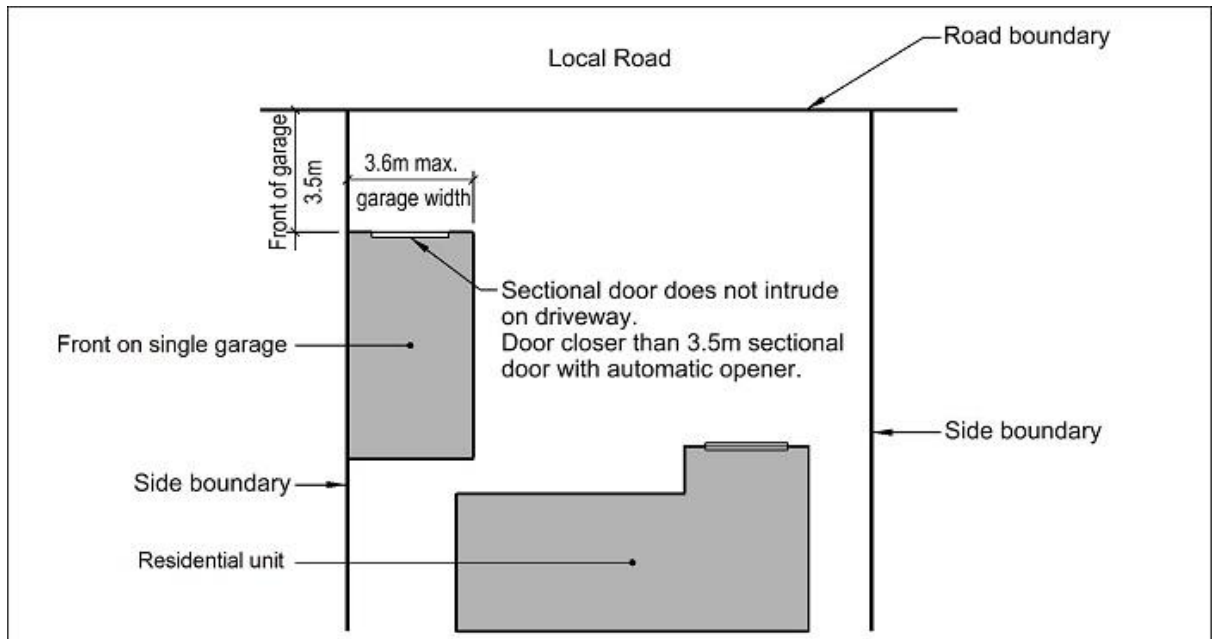 Local Road
Road boundary
Front of garage
3.5m
3.6m max.
garage width
Sectional door does not intrude
on driveway.
Door closer than 3.5m sectional
door with automatic opener.
Front on single garage
Side boundary
Side boundary
Residential unit